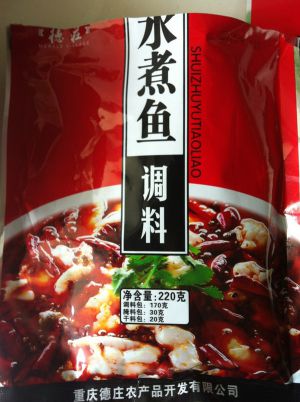 德莊
水煮鱼
调料
SHUIZHUYUTIAOLIAO
净含量:220克
调料包: 170克
腌料包: 30克
干料包: 20克
重庆德庄农产品开发有限公司